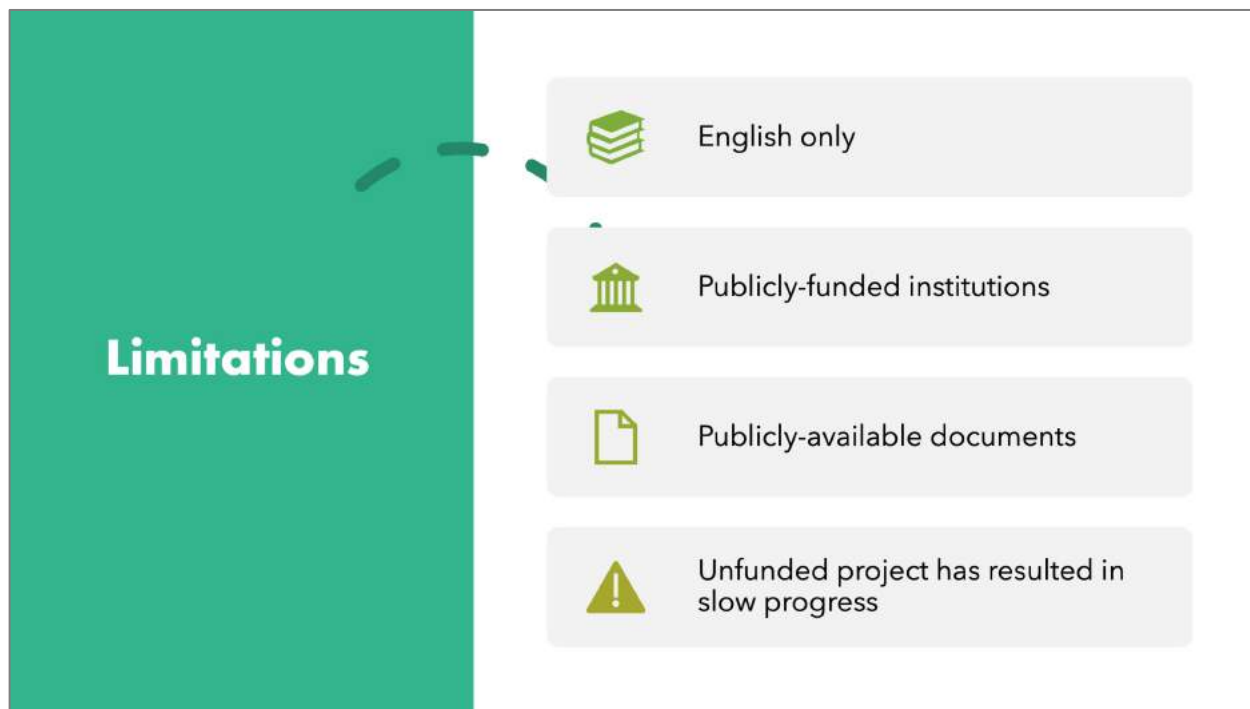 Limitations
English only
Publicly-funded institutions
Publicly-available documents
Unfunded project has resulted in
slow progress